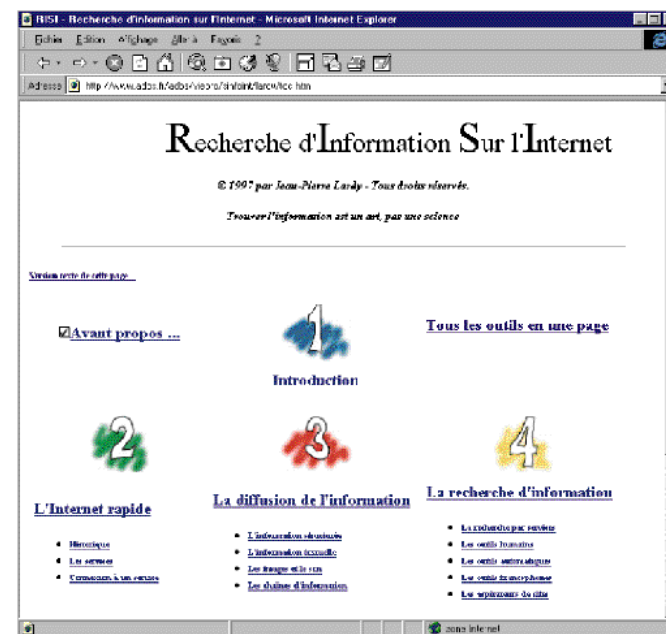 RISI - Recherche d'information sur l'Internet - Microsoft Internet Explorer
Fichier Edition Affichage Aller à Favoris ?
Adresse
Recherche d'Information Sur l'Internet
© 1997 par Jean-Pierre Lardy - Tous droits réservés.
Trouver l'information est un art, pas une science
Version texte de cette page ...
Avant propos ...
1
Tous les outils en une page
Introduction
2
3
4
L'Internet rapide
La diffusion de l'information
La recherche d'information
Historique
Les services
Connexion à un service
L'information structurée
L'information textuelle
Les images et le son
Les chaînes d'information
La recherche par services
Les outils humains
Les outils automatiques
Les outils francophones
Les aspirateurs de sites
zone Internet